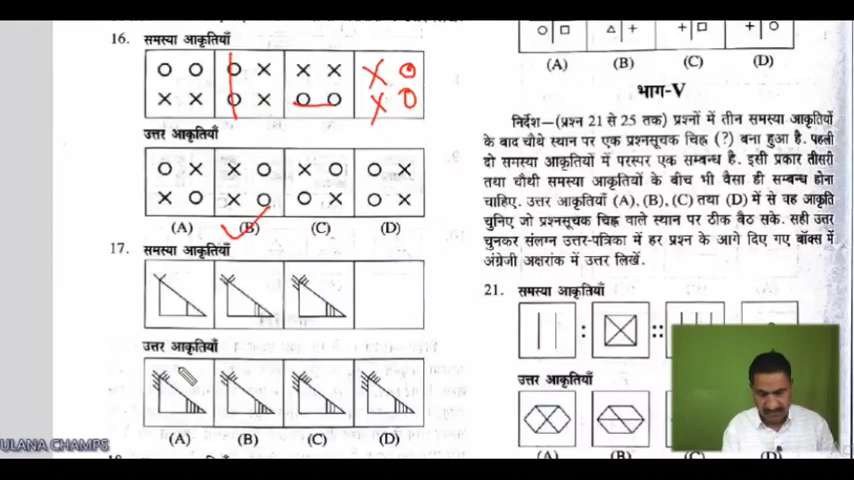 16. समस्या आकृतियाँ
उत्तर आकृतियाँ
(A) (B) (C) (D)
17. समस्या आकृतियाँ
उत्तर आकृतियाँ
(A) (B) (C) (D)
(A) (B) (C) (D)
भाग-V
निर्देश—(प्रश्न 21 से 25 तक) प्रश्नों में तीन समस्या आकृतियों
के बाद चौथे स्थान पर एक प्रश्नसूचक चिह्न (?) बना हुआ है. पहली
दो समस्या आकृतियों में परस्पर एक सम्बन्ध है. इसी प्रकार तीसरी
तथा चौथी समस्या आकृतियों के बीच भी वैसा ही सम्बन्ध होना
चाहिए. उत्तर आकृतियों (A), (B), (C) तथा (D) में से वह आकृति
चुनिए जो प्रश्नसूचक चिह्न वाले स्थान पर ठीक बैठ सके. सही उत्तर
चुनकर संलग्न उत्तर-पत्रिका में हर प्रश्न के आगे दिए गए बॉक्स में
अंग्रेजी अक्षरांक में उत्तर लिखें.
21. समस्या आकृतियाँ
: ::
उत्तर आकृतियाँ
(A) (B)
ULANA CHAMPS